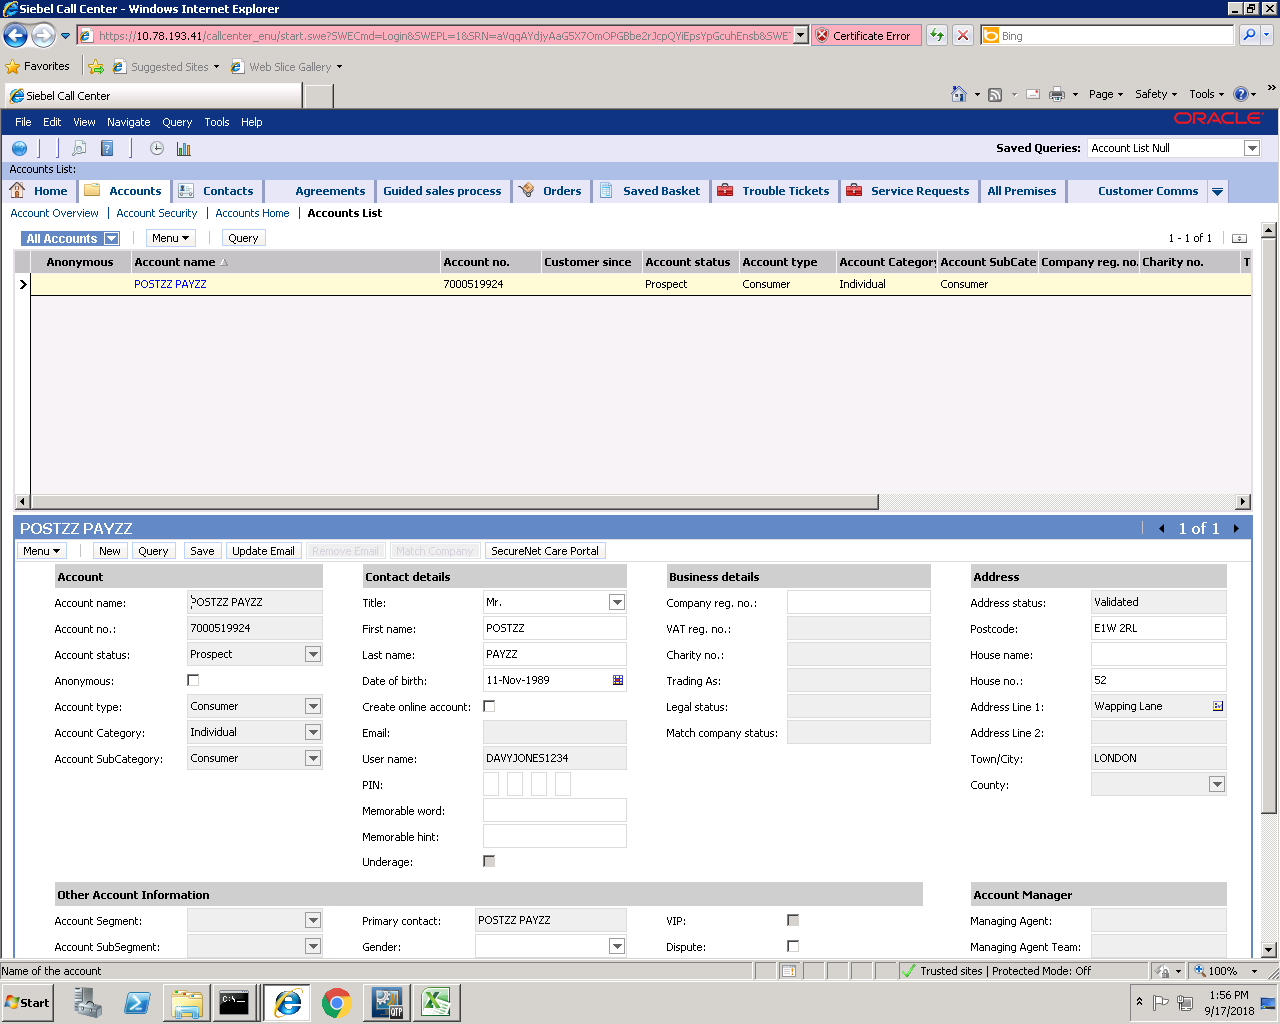 Siebel Call Center - Windows Internet Explorer
https://10.78.193.41/callcenter_enu/start.swe?SWECmd=Login&SWEPL=1&SRN=
Certificate Error
Bing
Favorites
Suggested Sites
Web Slice Gallery
Siebel Call Center
Page
Safety
Tools
File Edit View Navigate Query Tools Help
ORACLE
Saved Queries:
Account List Null
Accounts List:
Home Accounts Contacts Agreements Guided sales process Orders Saved Basket Trouble Tickets Service Requests All Premises Customer Comms
Account Overview | Account Security | Accounts Home | Accounts List
All Accounts
Menu
Query
1 - 1 of 1
Anonymous Account name Account no. Customer since Account status Account type Account Category Account SubCate Company reg. no. Charity no. T
POSTZZ PAYZZ 7000519924 Prospect Consumer Individual Consumer
POSTZZ PAYZZ
1 of 1
Menu New Query Save Update Email Remove Email Match Company SecureNet Care Portal
Account Contact details Business details Address
Account name: POSTZZ PAYZZ Title: Mr. Company reg. no.: Address status: Validated
Account no.: 7000519924 First name: POSTZZ VAT reg. no.: Postcode: E1W 2RL
Account status: Prospect Last name: PAYZZ Charity no.: House name:
Anonymous: Date of birth: 11-Nov-1989 Trading As: House no.: 52
Account type: Consumer Create online account: Legal status: Address Line 1: Wapping Lane
Account Category: Individual Email: Match company status: Address Line 2:
Account SubCategory: Consumer User name: DAVYJONES1234 Town/City: LONDON
PIN: County:
Memorable word:
Memorable hint:
Underage:
Other Account Information Account Manager
Account Segment: Primary contact: POSTZZ PAYZZ VIP: Managing Agent:
Account SubSegment: Gender: Dispute: Managing Agent Team:
Name of the account
Trusted sites | Protected Mode: Off
100%
Start
C:\
QTP
1:56 PM
9/17/2018